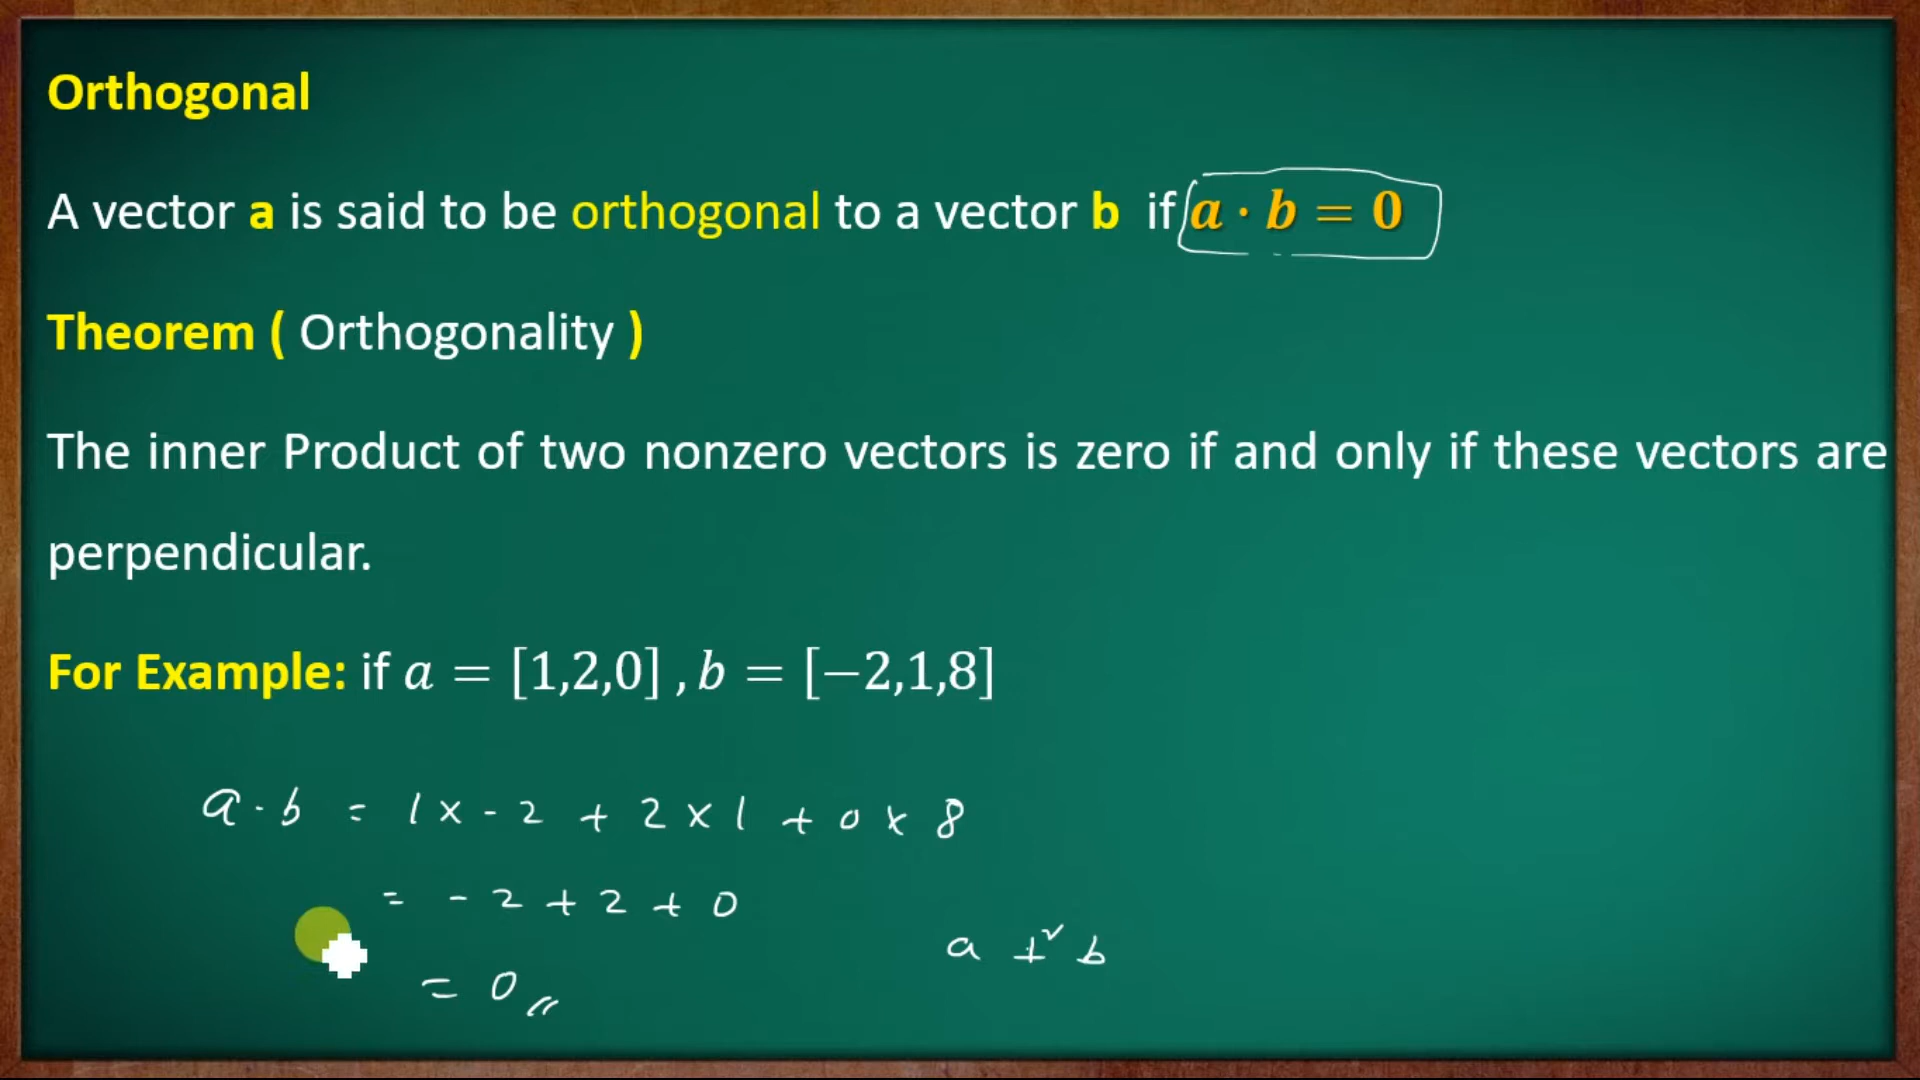 Orthogonal
A vector a is said to be orthogonal to a vector b if a · b = 0
Theorem ( Orthogonality )
The inner Product of two nonzero vectors is zero if and only if these vectors are
perpendicular.
For Example: if a = [1,2,0] , b = [−2,1,8]
a · b = 1 x - 2 + 2 x 1 + 0 x 8
= - 2 + 2 + 0
a ⊥ b
= 0 //